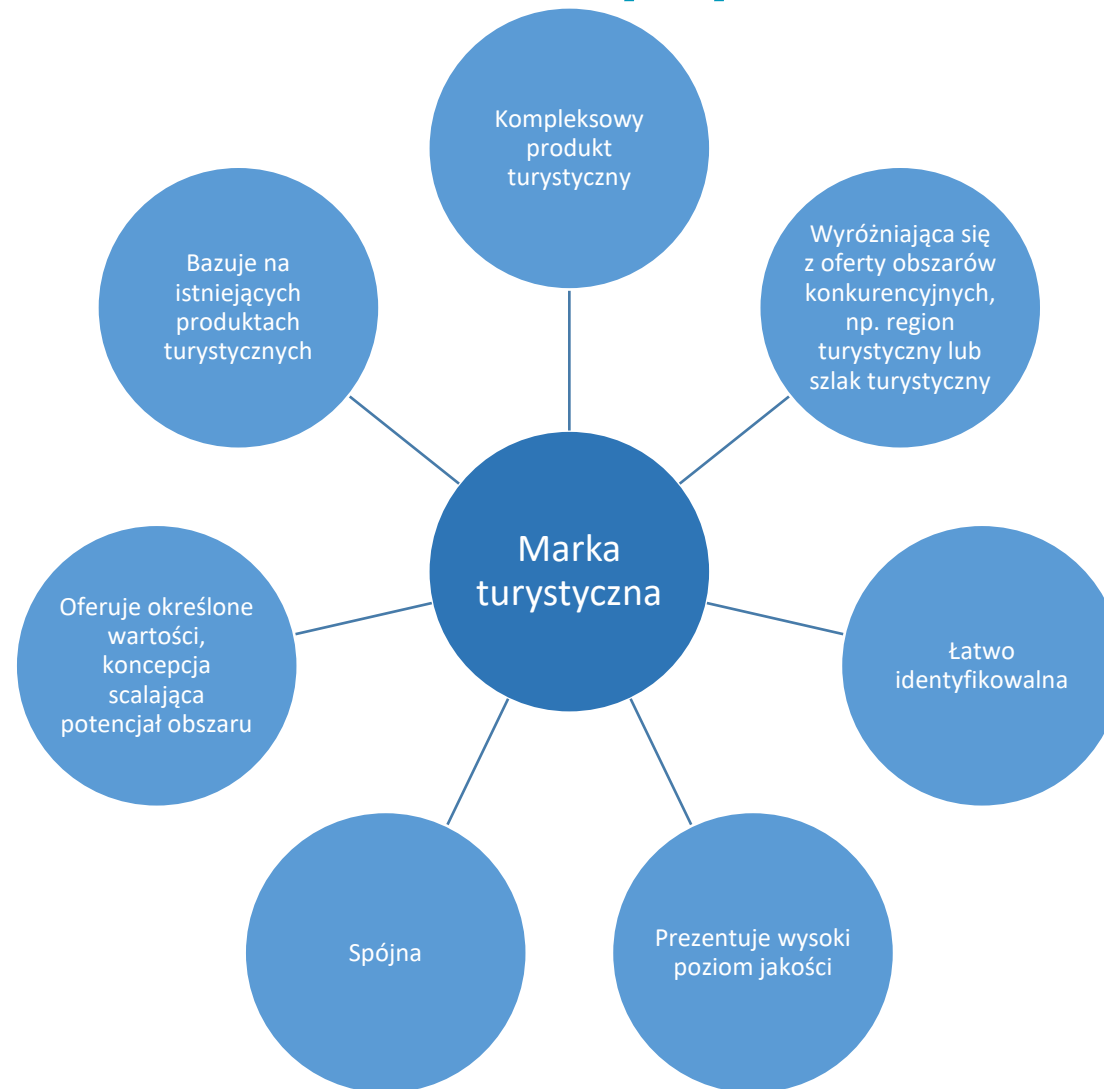 Kompleksowy
produkt
turystyczny
Wyróżniająca się
z oferty obszarów
konkurencyjnych,
np. region
turystyczny lub
szlak turystyczny
Łatwo
identyfikowalna
Prezentuje wysoki
poziom jakości
Spójna
Oferuje określone
wartości,
koncepcja
scalająca
potencjał obszaru
Bazuje na
istniejących
produktach
turystycznych
Marka
turystyczna